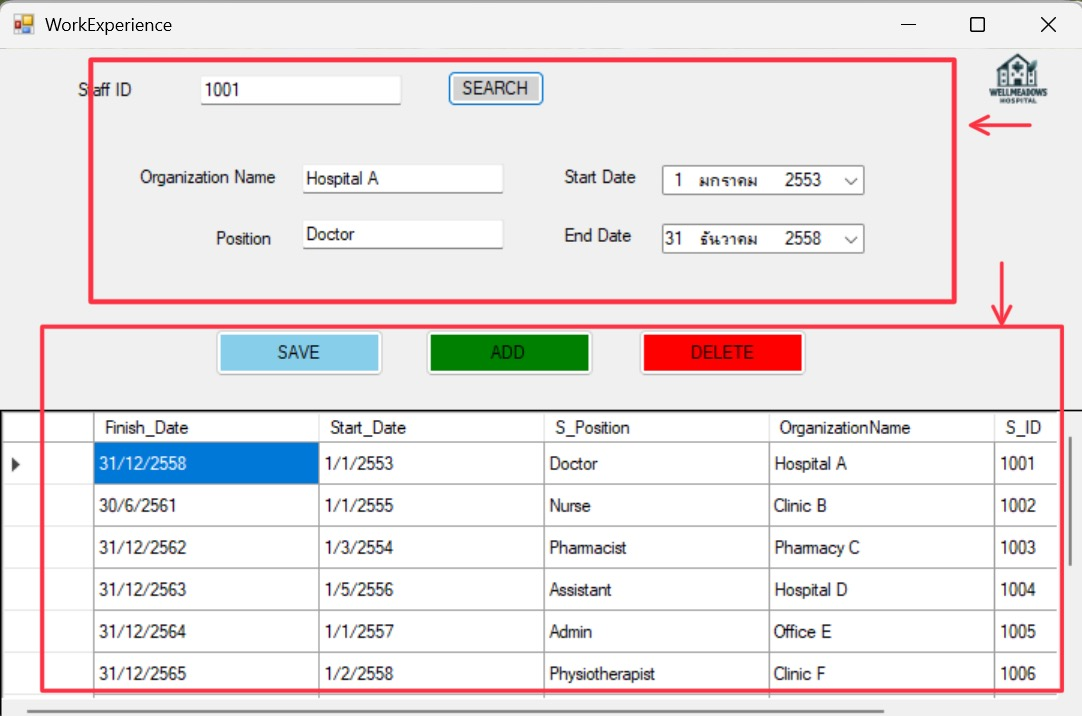 WorkExperience
Staff ID 1001 SEARCH
WELLMEADOWS
HOSPITAL
Organization Name Hospital A Start Date 1 มกราคม 2553
Position Doctor End Date 31 ธันวาคม 2558
SAVE ADD DELETE
Finish_Date Start_Date S_Position OrganizationName S_ID
31/12/2558 1/1/2553 Doctor Hospital A 1001
30/6/2561 1/1/2555 Nurse Clinic B 1002
31/12/2562 1/3/2554 Pharmacist Pharmacy C 1003
31/12/2563 1/5/2556 Assistant Hospital D 1004
31/12/2564 1/1/2557 Admin Office E 1005
31/12/2565 1/2/2558 Physiotherapist Clinic F 1006